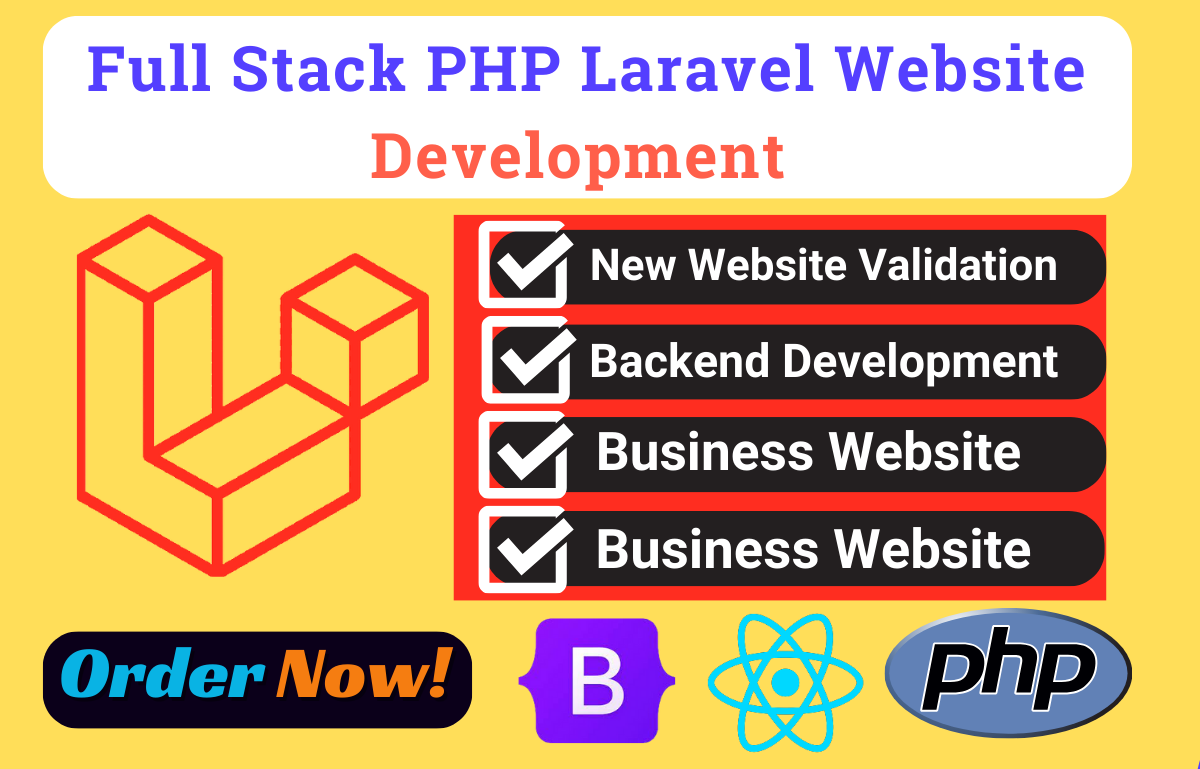 Full Stack PHP Laravel Website
Development
New Website Validation
Backend Development
Business Website
Business Website
Order Now!
B
php